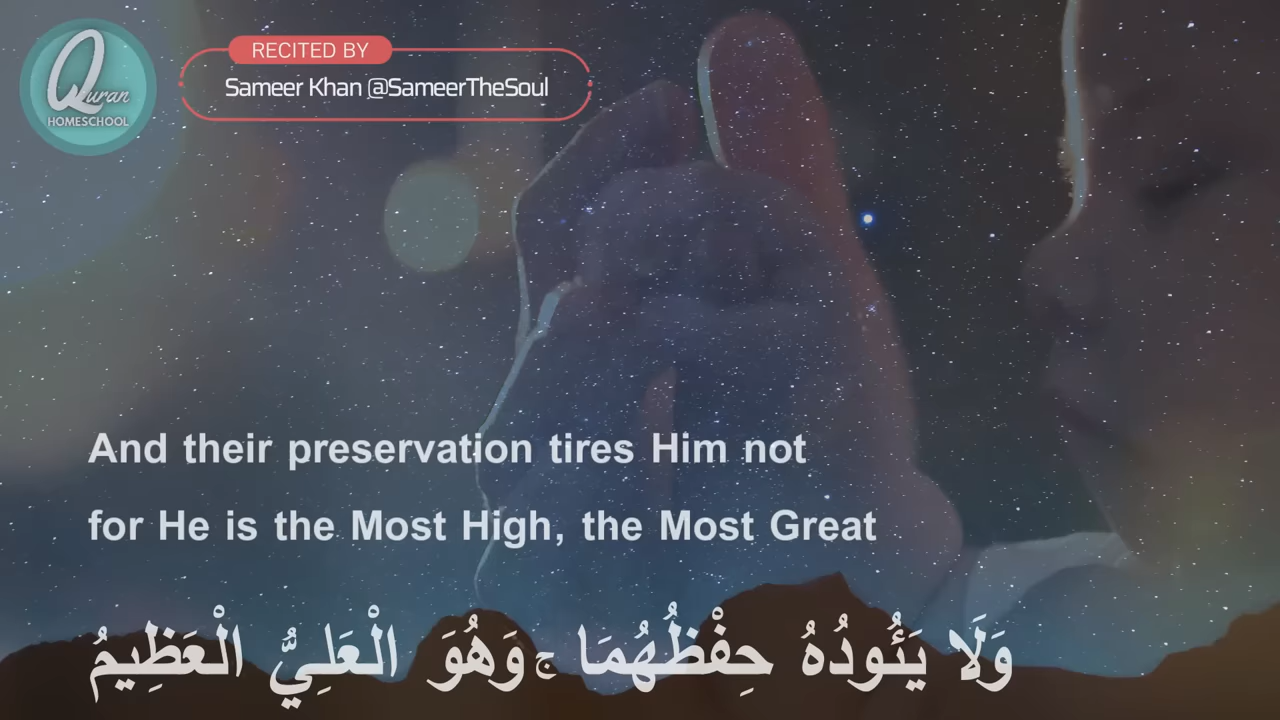 Quran
HOMESCHOOL
RECITED BY
Sameer Khan @SameerTheSoul
And their preservation tires Him not
for He is the Most High, the Most Great
وَلَا يَـُٔودُهُ حِفْظُهُمَا ۚ وَهُوَ الْعَلِيُّ الْعَظِيمُ